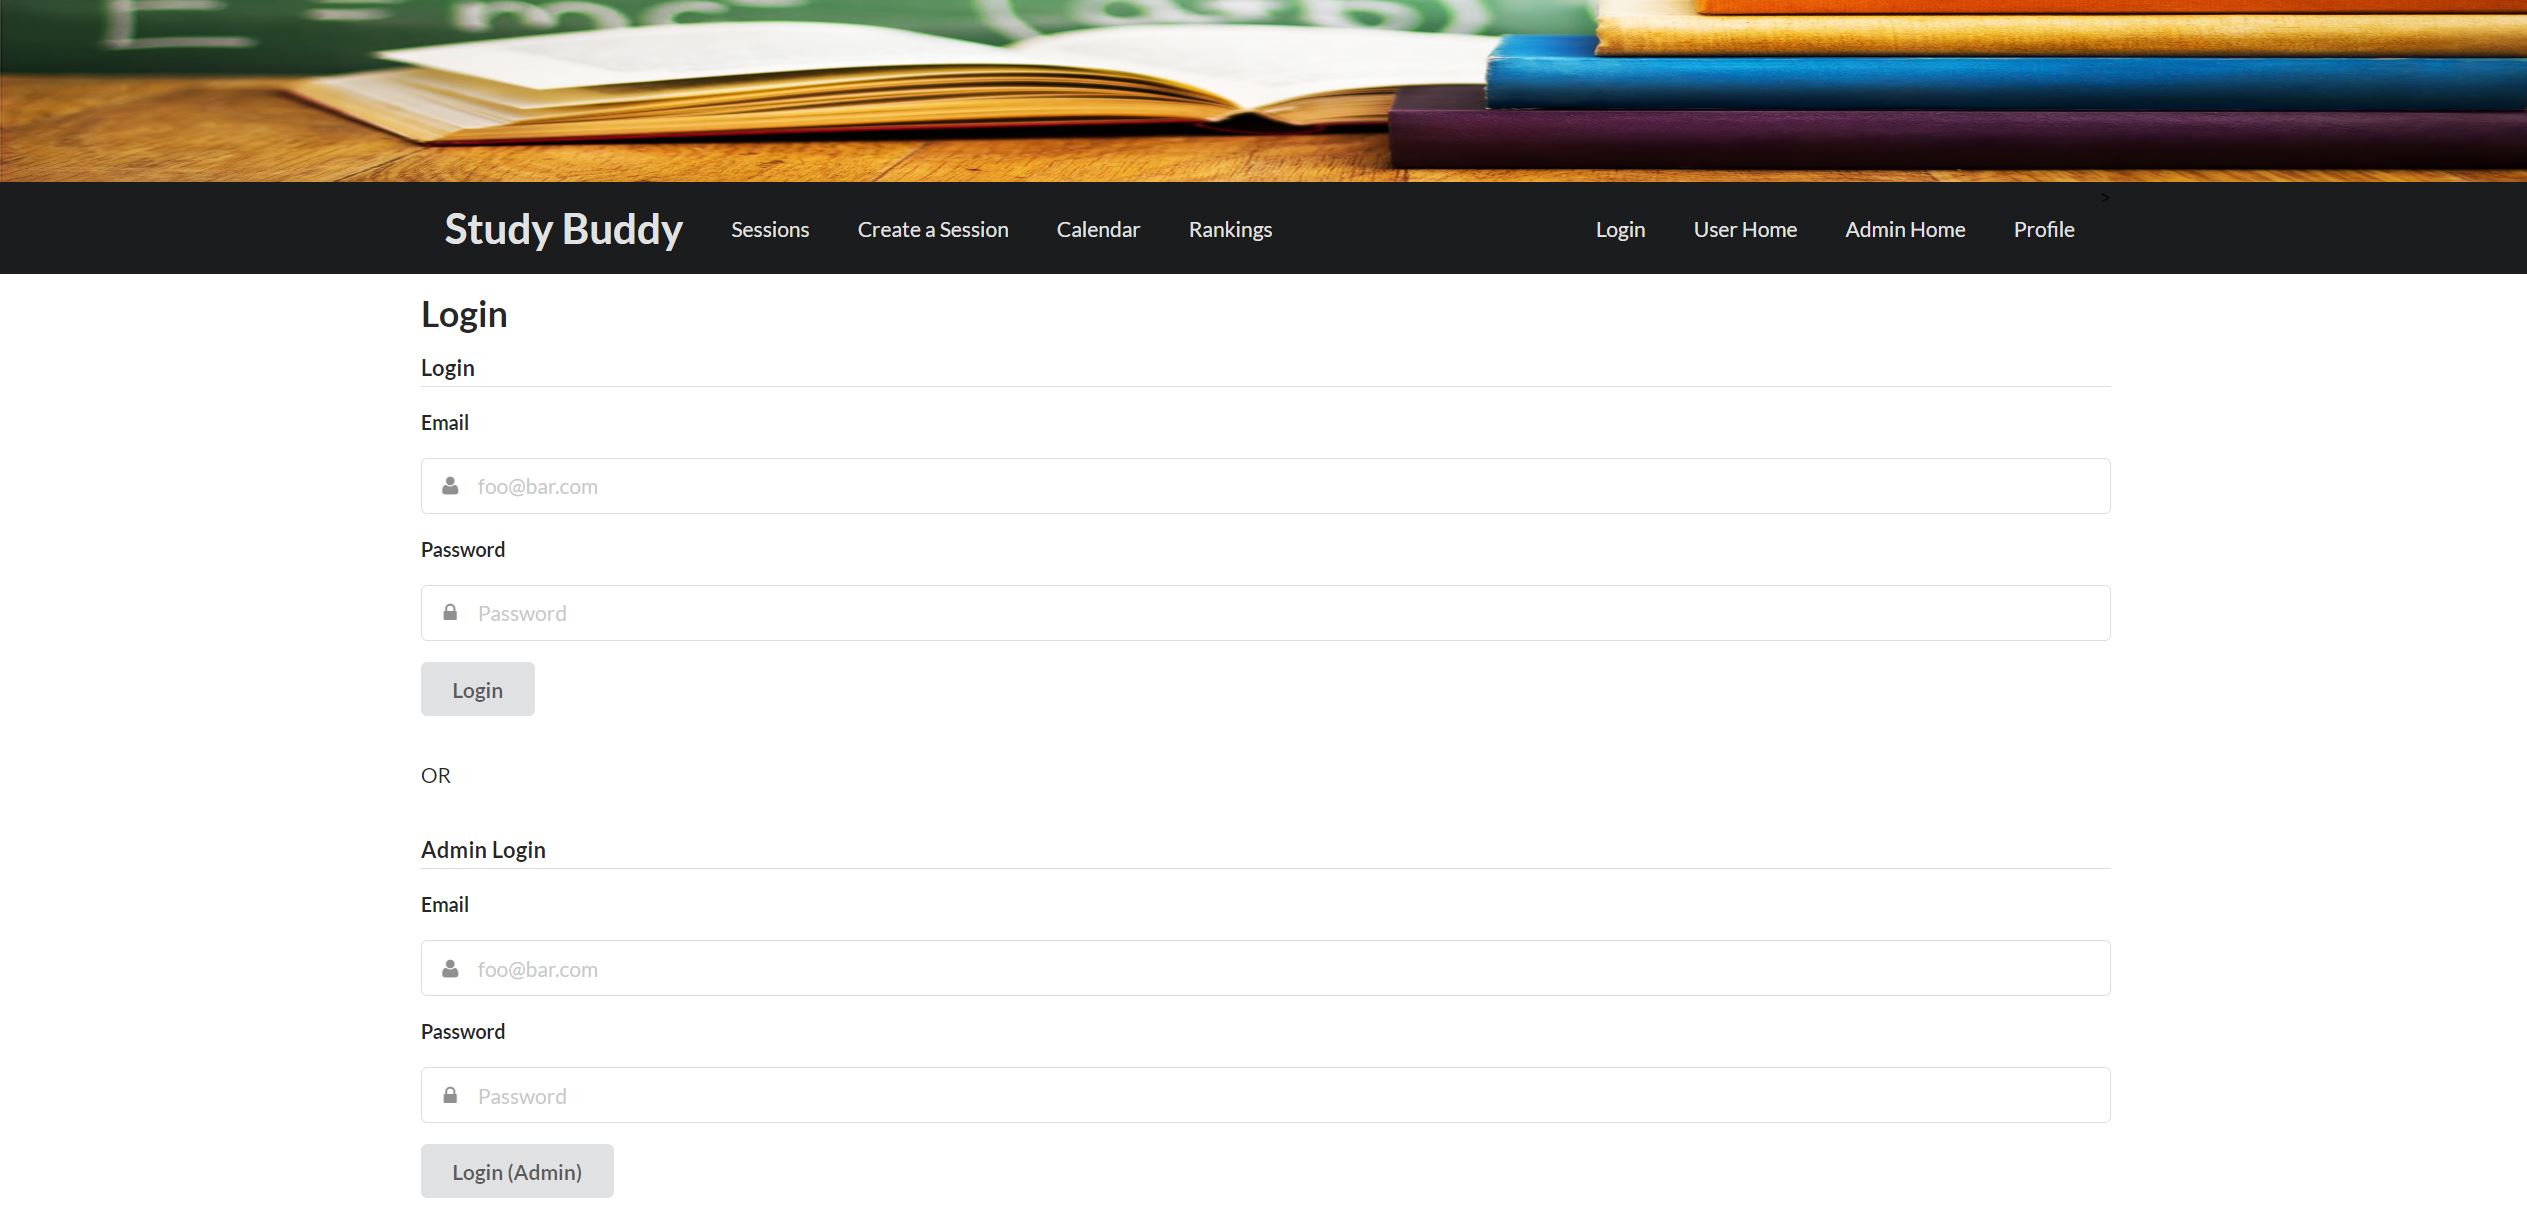 E = mc² (a+b)
>
Study Buddy Sessions Create a Session Calendar Rankings Login User Home Admin Home Profile
Login
Login
Email
foo@bar.com
Password
Password
Login
OR
Admin Login
Email
foo@bar.com
Password
Password
Login (Admin)